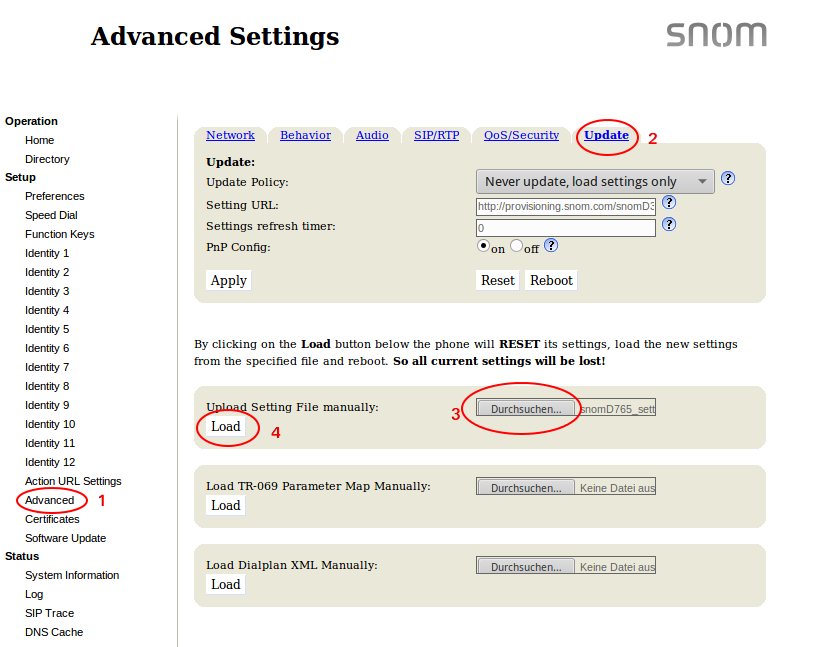 Advanced Settings
snom
Operation
Home
Directory
Setup
Preferences
Speed Dial
Function Keys
Identity 1
Identity 2
Identity 3
Identity 4
Identity 5
Identity 6
Identity 7
Identity 8
Identity 9
Identity 10
Identity 11
Identity 12
Action URL Settings
Advanced 1
Certificates
Software Update
Status
System Information
Log
SIP Trace
DNS Cache
Network Behavior Audio SIP/RTP QoS/Security Update 2
Update:
Update Policy: Never update, load settings only ?
Setting URL: http://provisioning.snom.com/snomD3 ?
Settings refresh timer: 0 ?
PnP Config: on off ?
Apply Reset Reboot
By clicking on the Load button below the phone will RESET its settings, load the new settings
from the specified file and reboot. So all current settings will be lost!
Upload Setting File manually: 3 Durchsuchen... snomD765_sett
Load 4
Load TR-069 Parameter Map Manually: Durchsuchen... Keine Datei aus
Load
Load Dialplan XML Manually: Durchsuchen... Keine Datei aus
Load